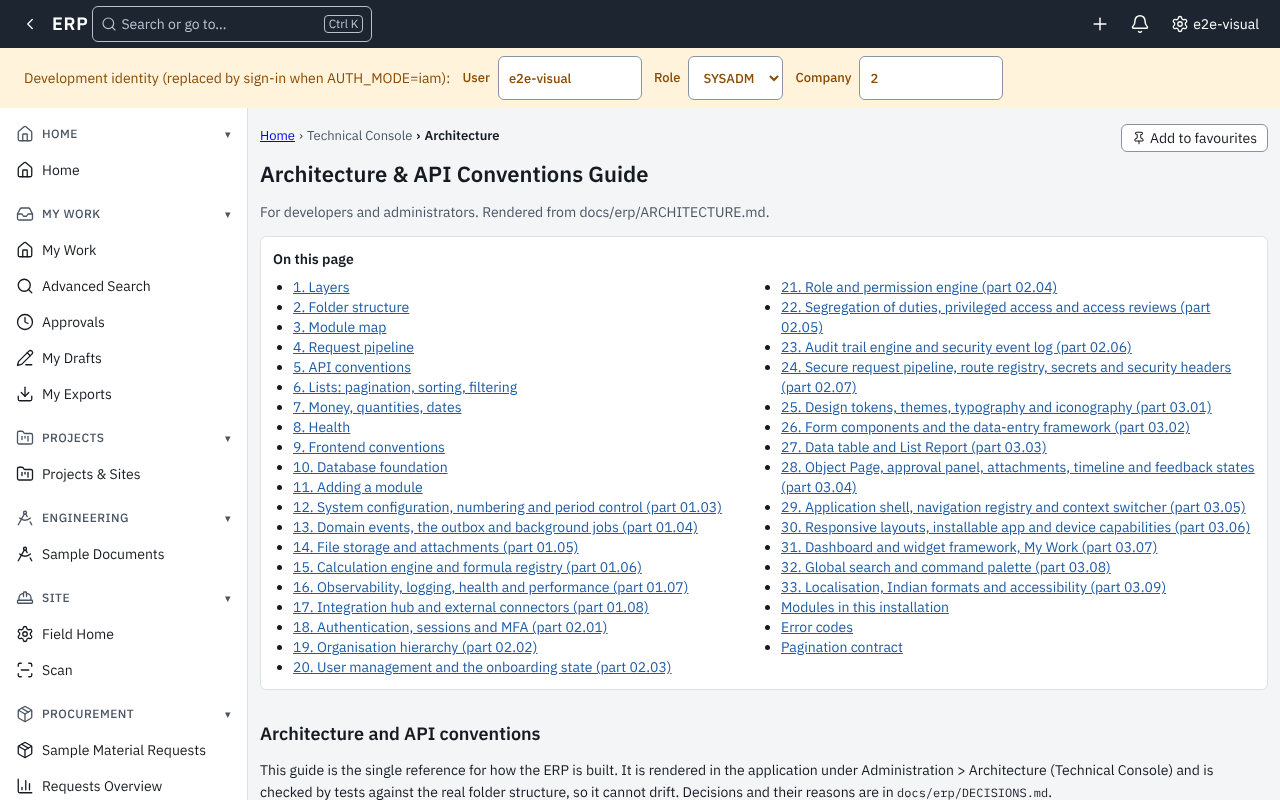 ERP
Search or go to...
Ctrl K
e2e-visual
Development identity (replaced by sign-in when AUTH_MODE=iam):
User
e2e-visual
Role
SYSADM
Company
2
HOME
Home
MY WORK
My Work
Advanced Search
Approvals
My Drafts
My Exports
PROJECTS
Projects & Sites
ENGINEERING
Sample Documents
SITE
Field Home
Scan
PROCUREMENT
Sample Material Requests
Requests Overview
Home › Technical Console › Architecture
Add to favourites
Architecture & API Conventions Guide
For developers and administrators. Rendered from docs/erp/ARCHITECTURE.md.
On this page
1. Layers
2. Folder structure
3. Module map
4. Request pipeline
5. API conventions
6. Lists: pagination, sorting, filtering
7. Money, quantities, dates
8. Health
9. Frontend conventions
10. Database foundation
11. Adding a module
12. System configuration, numbering and period control (part 01.03)
13. Domain events, the outbox and background jobs (part 01.04)
14. File storage and attachments (part 01.05)
15. Calculation engine and formula registry (part 01.06)
16. Observability, logging, health and performance (part 01.07)
17. Integration hub and external connectors (part 01.08)
18. Authentication, sessions and MFA (part 02.01)
19. Organisation hierarchy (part 02.02)
20. User management and the onboarding state (part 02.03)
21. Role and permission engine (part 02.04)
22. Segregation of duties, privileged access and access reviews (part
02.05)
23. Audit trail engine and security event log (part 02.06)
24. Secure request pipeline, route registry, secrets and security headers
(part 02.07)
25. Design tokens, themes, typography and iconography (part 03.01)
26. Form components and the data-entry framework (part 03.02)
27. Data table and List Report (part 03.03)
28. Object Page, approval panel, attachments, timeline and feedback states
(part 03.04)
29. Application shell, navigation registry and context switcher (part 03.05)
30. Responsive layouts, installable app and device capabilities (part 03.06)
31. Dashboard and widget framework, My Work (part 03.07)
32. Global search and command palette (part 03.08)
33. Localisation, Indian formats and accessibility (part 03.09)
Modules in this installation
Error codes
Pagination contract
Architecture and API conventions
This guide is the single reference for how the ERP is built. It is rendered in the application under Administration > Architecture (Technical Console) and is
checked by tests against the real folder structure, so it cannot drift. Decisions and their reasons are in docs/erp/DECISIONS.md.